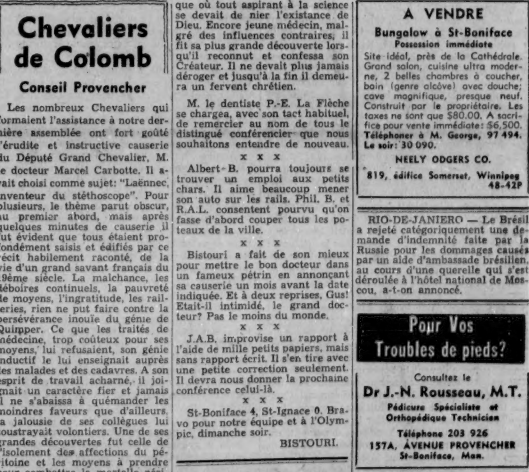 Chevaliers
de Colomb
Conseil Provencher
Les nombreux Chevaliers qui
formaient l'assistance à notre der-
nière assemblée ont fort goûté
l'érudite et instructive causerie
du Député Grand Chevalier, M.
le docteur Marcel Carbotte. Il a-
vait choisi comme sujet: "Laënnec,
inventeur du stéthoscope". Pour
plusieurs, le thème parut obscur,
au premier abord, mais après
quelques minutes de causerie il
fut évident que tous étaient pro-
fondément saisis et édifiés par ce
récit habilement raconté, de la
vie d'un grand savant français du
19ème siècle. La malchance, les
déboires continuels, la pauvreté
de moyens, l'ingratitude, les rail-
leries, rien ne put faire contre la
persévérance inouïe du génie de
Quimper. Ce que les traités de
médecine, trop coûteux pour ses
moyens, lui refusaient, son génie
inductif le lui enseignait auprès
des malades et des cadavres. A son
esprit de travail acharné, il joi-
gnait un caractère fier et jamais
il ne s'abaissa à quémander les
moindres faveurs que d'ailleurs,
la jalousie de ses collègues lui
soustrayait volontiers. Une de ses
grandes découvertes fut celle de
l'isolement des affections du pé-
ritoine et les moyens à prendre
que où tout aspirant à la science
se devait de nier l'existance de
Dieu. Encore jeune médecin, mal-
gré des influences contraires, il
fit sa plus grande découverte lors-
qu'il reconnut et confessa son
Créateur. Il ne devait plus jamais
déroger et jusqu'à la fin il demeu-
ra un fervent chrétien.
M. le dentiste P.-E. La Flèche
se chargea, avec son tact habituel,
de remercier au nom de tous le
distingué conférencier que nous
souhaitons entendre de nouveau.
x x x
Albert-B. pourra toujours se
trouver un emploi aux petits
chars. Il aime beaucoup mener
son auto sur les rails. Phil. B. et
R.A.L. consentent pourvu qu'on
fasse d'abord couper tous les po-
teaux de la ville.
x x x
Bistouri a fait de son mieux
pour mettre le bon docteur dans
un fameux pétrin en annonçant
sa causerie un mois avant la date
indiquée. Et à deux reprises, Gus!
Etait-il intimidé, le grand doc-
teur? Pas le moins du monde.
x x x
J.A.B. improvise un rapport à
l'aide de mille petits papiers, mais
sans rapport écrit. Il s'en tire avec
une petite correction seulement.
Il devra nous donner la prochaine
conférence celui-là.
x x x
St-Boniface 4, St-Ignace 0. Bra-
vo pour notre équipe et à l'Olym-
pic, dimanche soir.
BISTOURI.
A VENDRE
Bungalow à St-Boniface
Possession immédiate
Site idéal, près de la Cathédrale.
Grand salon, cuisine ultra moder-
ne, 2 belles chambres à coucher,
bain (genre alcôve) avec douche;
cave magnifique, presque neuf.
Construit par le propriétaire. Les
taxes ne sont que $80.00. A sacri-
fice pour vente immédiate: $6,500.
Téléphoner à M. George, 97 494.
Le soir: 30 090.
NEELY ODGERS CO.
819, édifice Somerset, Winnipeg
48-42P
RIO-DE-JANIERO — Le Brésil
a rejeté catégoriquement une de-
mande d'indemnité faite par la
Russie pour les dommages causés
par un aide d'ambassade brésilien
au cours d'une querelle qui s'est
déroulée à l'hôtel national de Mos-
cou, a-t-on annoncé.
Pour Vos
Troubles de pieds?
Consultez le
Dr J.-N. Rousseau, M.T.
Pédicure Spécialiste et
Orthopédique Technicien
Téléphone 203 926
157A, AVENUE PROVENCHER
St-Boniface, Man.